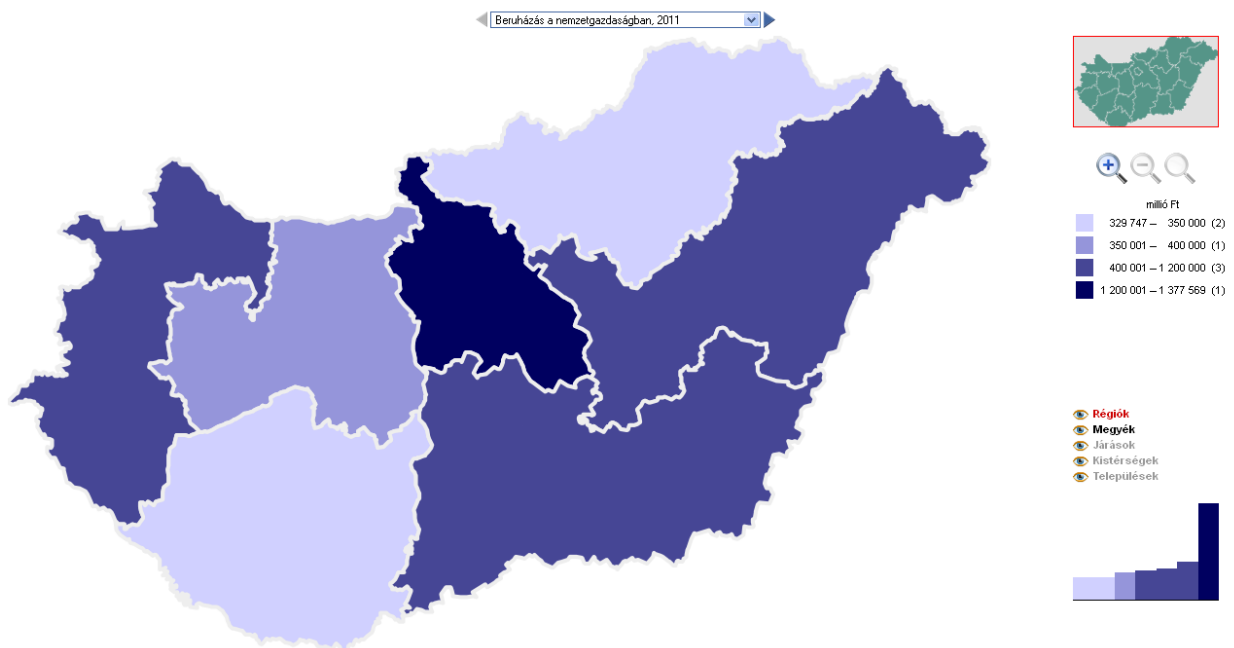 Beruházás a nemzetgazdaságban, 2011
millió Ft
329 747 – 350 000 (2)
350 001 – 400 000 (1)
400 001 – 1 200 000 (3)
1 200 001 – 1 377 569 (1)
Régiók
Megyék
Járások
Kistérségek
Települések